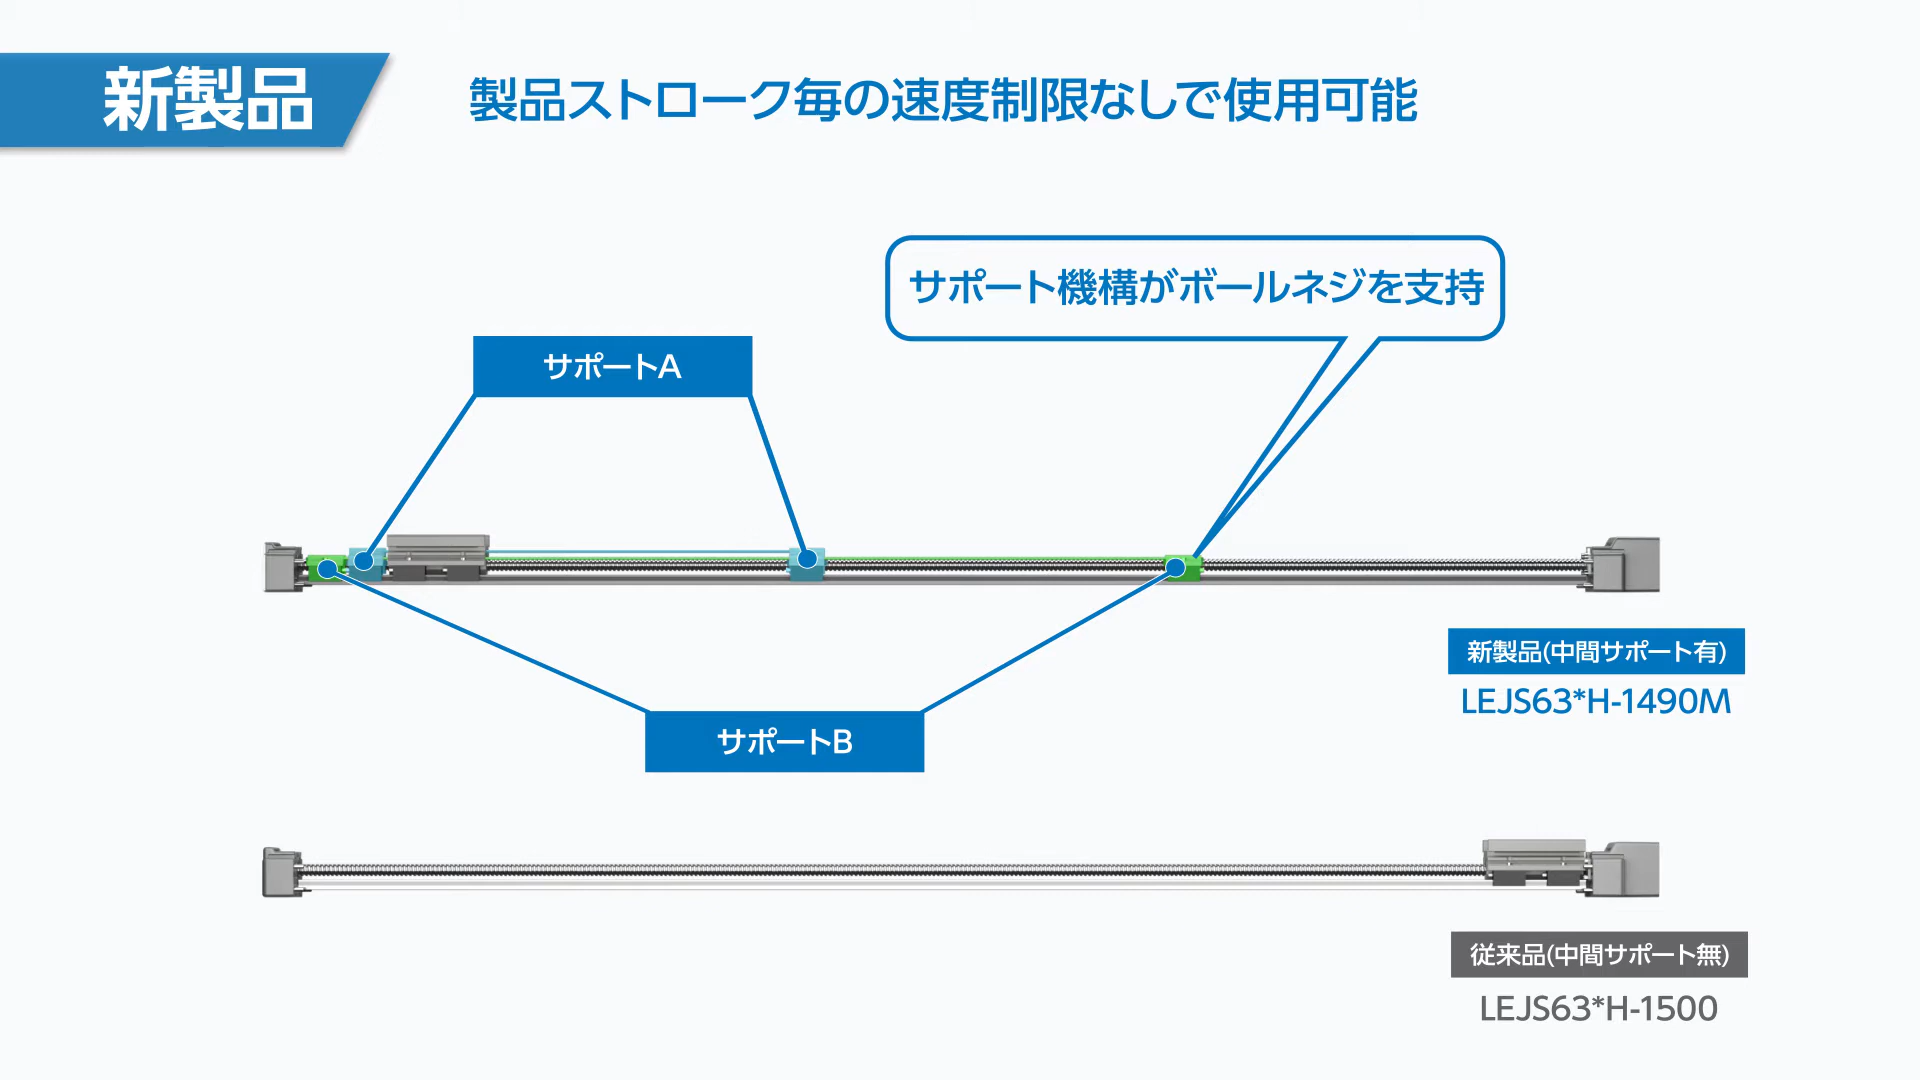 新製品
製品ストローク毎の速度制限なしで使用可能
サポート機構がボールネジを支持
サポートA
サポートB
新製品(中間サポート有)
LEJS63*H-1490M
従来品(中間サポート無)
LEJS63*H-1500